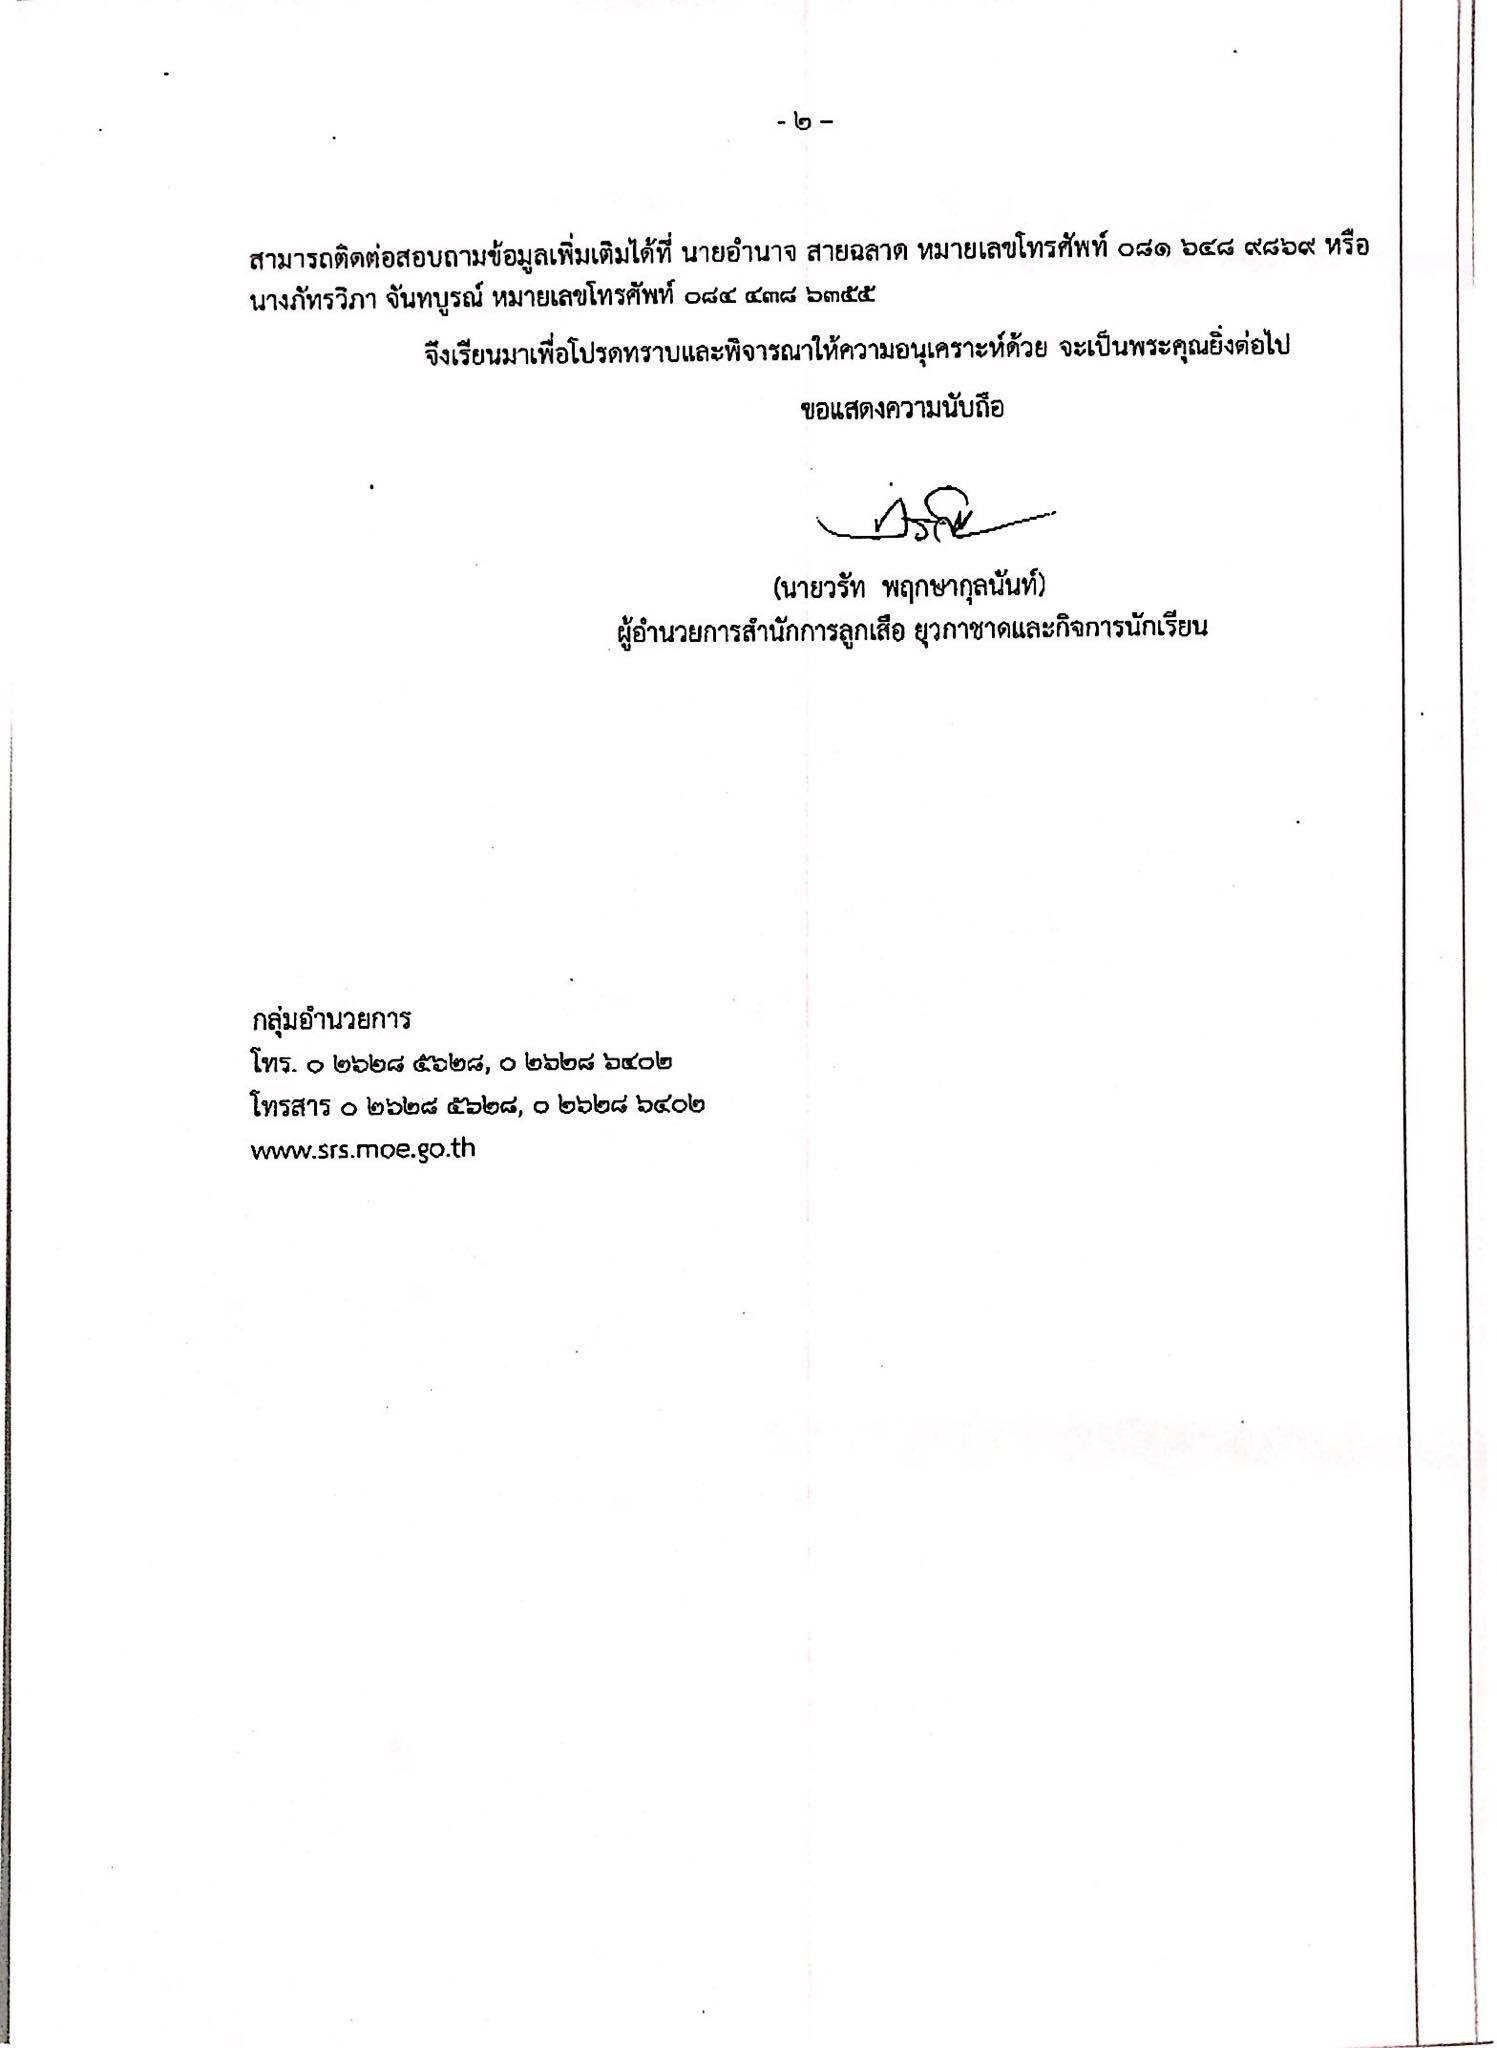 - ๒ -
สามารถติดต่อสอบถามข้อมูลเพิ่มเติมได้ที่ นายอำนาจ สายฉลาด หมายเลขโทรศัพท์ ๐๘๑ ๖๔๘ ๙๘๖๙ หรือ
นางภัทรวิภา จันทบูรณ์ หมายเลขโทรศัพท์ ๐๘๔ ๔๓๘ ๖๓๕๕
จึงเรียนมาเพื่อโปรดทราบและพิจารณาให้ความอนุเคราะห์ด้วย จะเป็นพระคุณยิ่งต่อไป
ขอแสดงความนับถือ
(นายวรัท พฤกษากุลนันท์)
ผู้อำนวยการสำนักการลูกเสือ ยุวกาชาดและกิจการนักเรียน
กลุ่มอำนวยการ
โทร. ๐ ๒๖๒๘ ๕๖๒๘, ๐ ๒๖๒๘ ๖๔๐๒
โทรสาร ๐ ๒๖๒๘ ๕๖๒๘, ๐ ๒๖๒๘ ๖๔๐๒
www.srs.moe.go.th